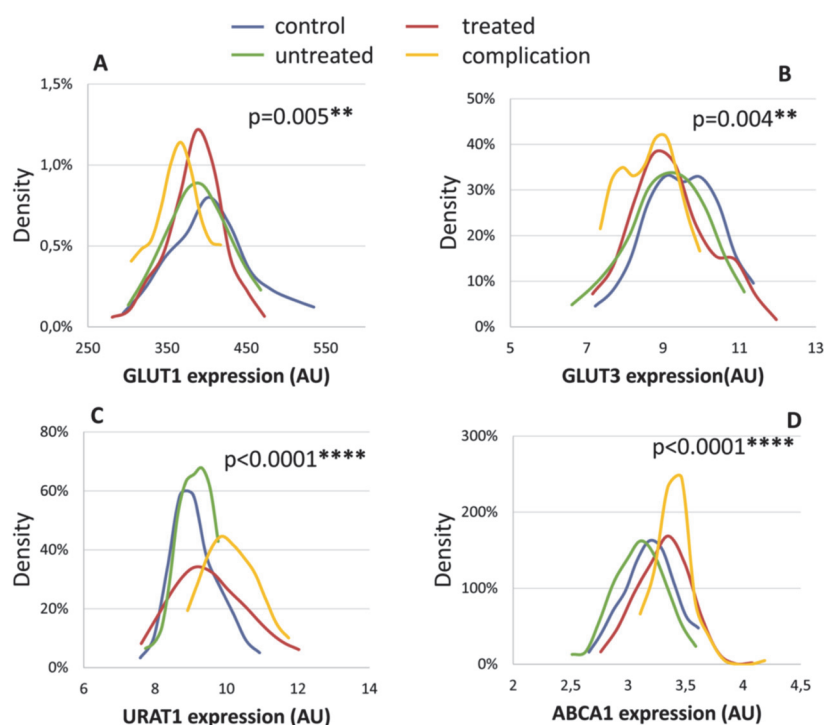 control treated
untreated complication
A
p=0.005**
Density
1,5%
1,0%
0,5%
0,0%
250 350 450 550
GLUT1 expression (AU)
B
p=0.004**
Density
50%
40%
30%
20%
10%
0%
5 7 9 11 13
GLUT3 expression(AU)
C
p<0.0001****
Density
80%
60%
40%
20%
0%
6 8 10 12 14
URAT1 expression (AU)
D
p<0.0001****
Density
300%
200%
100%
0%
2 2,5 3 3,5 4 4,5
ABCA1 expression (AU)